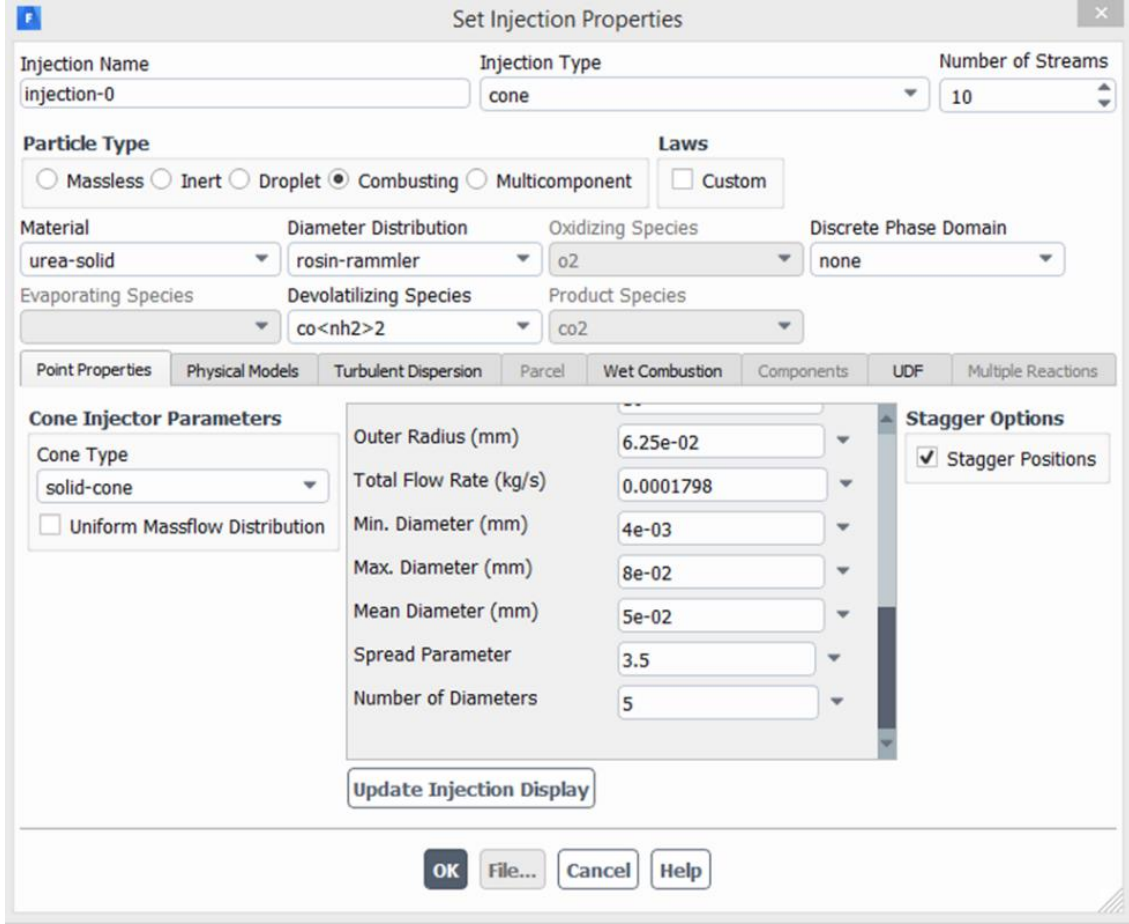 F Set Injection Properties ×
Injection Name Injection Type Number of Streams
injection-0 cone 10
Particle Type Laws
Massless Inert Droplet Combusting Multicomponent Custom
Material Diameter Distribution Oxidizing Species Discrete Phase Domain
urea-solid rosin-rammler o2 none
Evaporating Species Devolatilizing Species Product Species
co<nh2>2 co2
Point Properties Physical Models Turbulent Dispersion Parcel Wet Combustion Components UDF Multiple Reactions
Cone Injector Parameters Stagger Options
Outer Radius (mm) 6.25e-02
Cone Type Stagger Positions
solid-cone Total Flow Rate (kg/s) 0.0001798
Uniform Massflow Distribution Min. Diameter (mm) 4e-03
Max. Diameter (mm) 8e-02
Mean Diameter (mm) 5e-02
Spread Parameter 3.5
Number of Diameters 5
Update Injection Display
OK File... Cancel Help